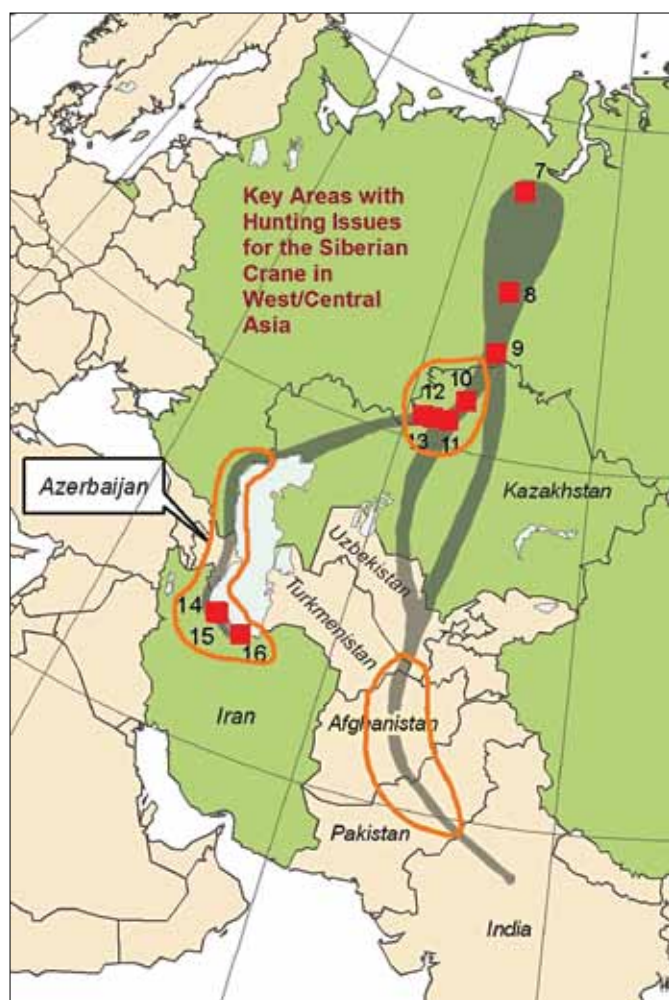 7
Key Areas with
Hunting Issues
for the Siberian
Crane in
West/Central
Asia
8
9
10
12
13
11
Azerbaijan
Kazakhstan
Uzbekistan
Turkmenistan
14
15
16
Iran
Afghanistan
Pakistan
India